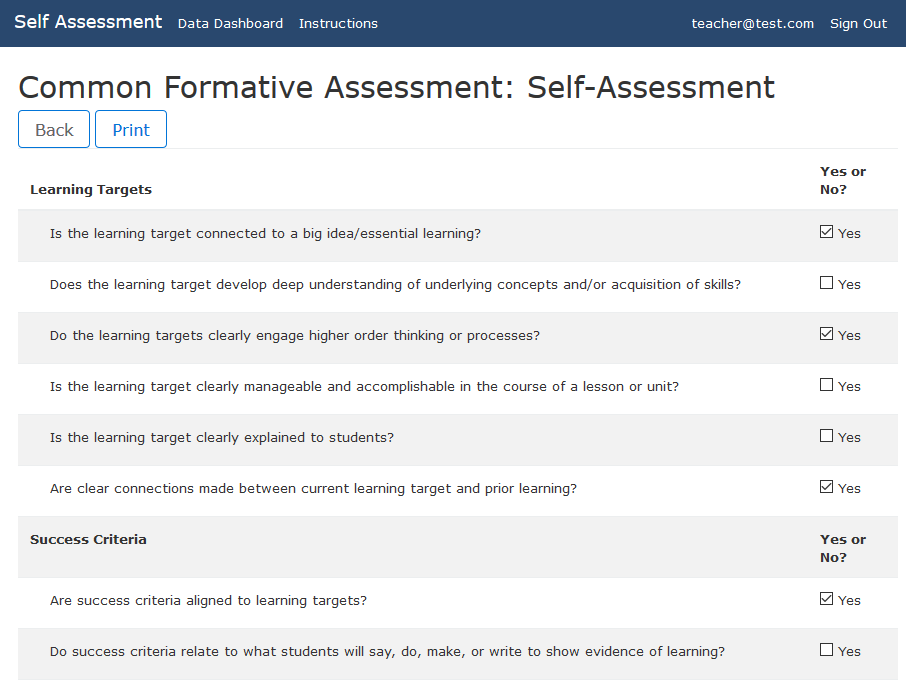 Self Assessment Data Dashboard Instructions teacher@test.com Sign Out
Common Formative Assessment: Self-Assessment
Back Print
Learning Targets Yes or No?
Is the learning target connected to a big idea/essential learning? Yes
Does the learning target develop deep understanding of underlying concepts and/or acquisition of skills? Yes
Do the learning targets clearly engage higher order thinking or processes? Yes
Is the learning target clearly manageable and accomplishable in the course of a lesson or unit? Yes
Is the learning target clearly explained to students? Yes
Are clear connections made between current learning target and prior learning? Yes
Success Criteria Yes or No?
Are success criteria aligned to learning targets? Yes
Do success criteria relate to what students will say, do, make, or write to show evidence of learning? Yes